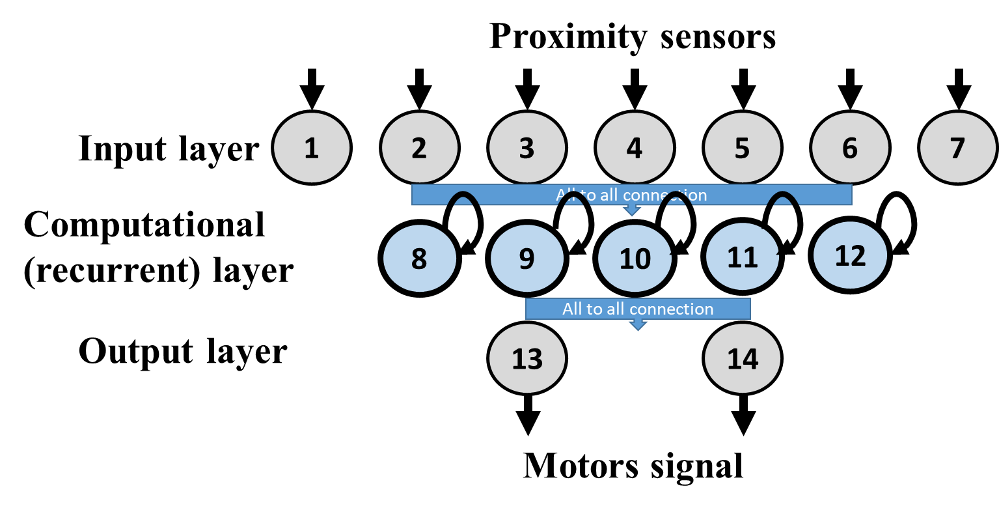 Proximity sensors
Input layer 1 2 3 4 5 6 7
All to all connection
Computational
(recurrent) layer
8 9 10 11 12
All to all connection
Output layer 13 14
Motors signal